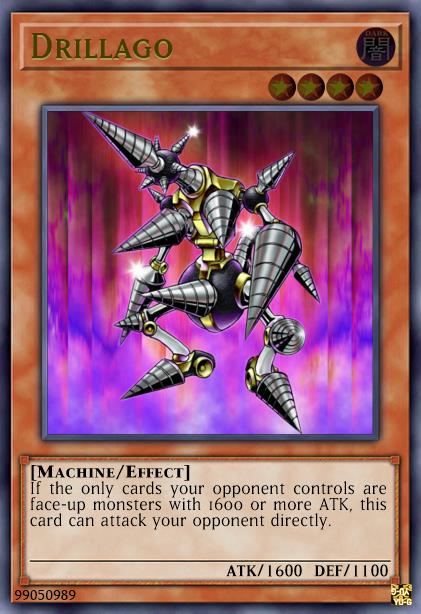 Drillago
DARK
闇
[Machine/Effect]
If the only cards your opponent controls are
face-up monsters with 1600 or more ATK, this
card can attack your opponent directly.
ATK/1600 DEF/1100
99050989